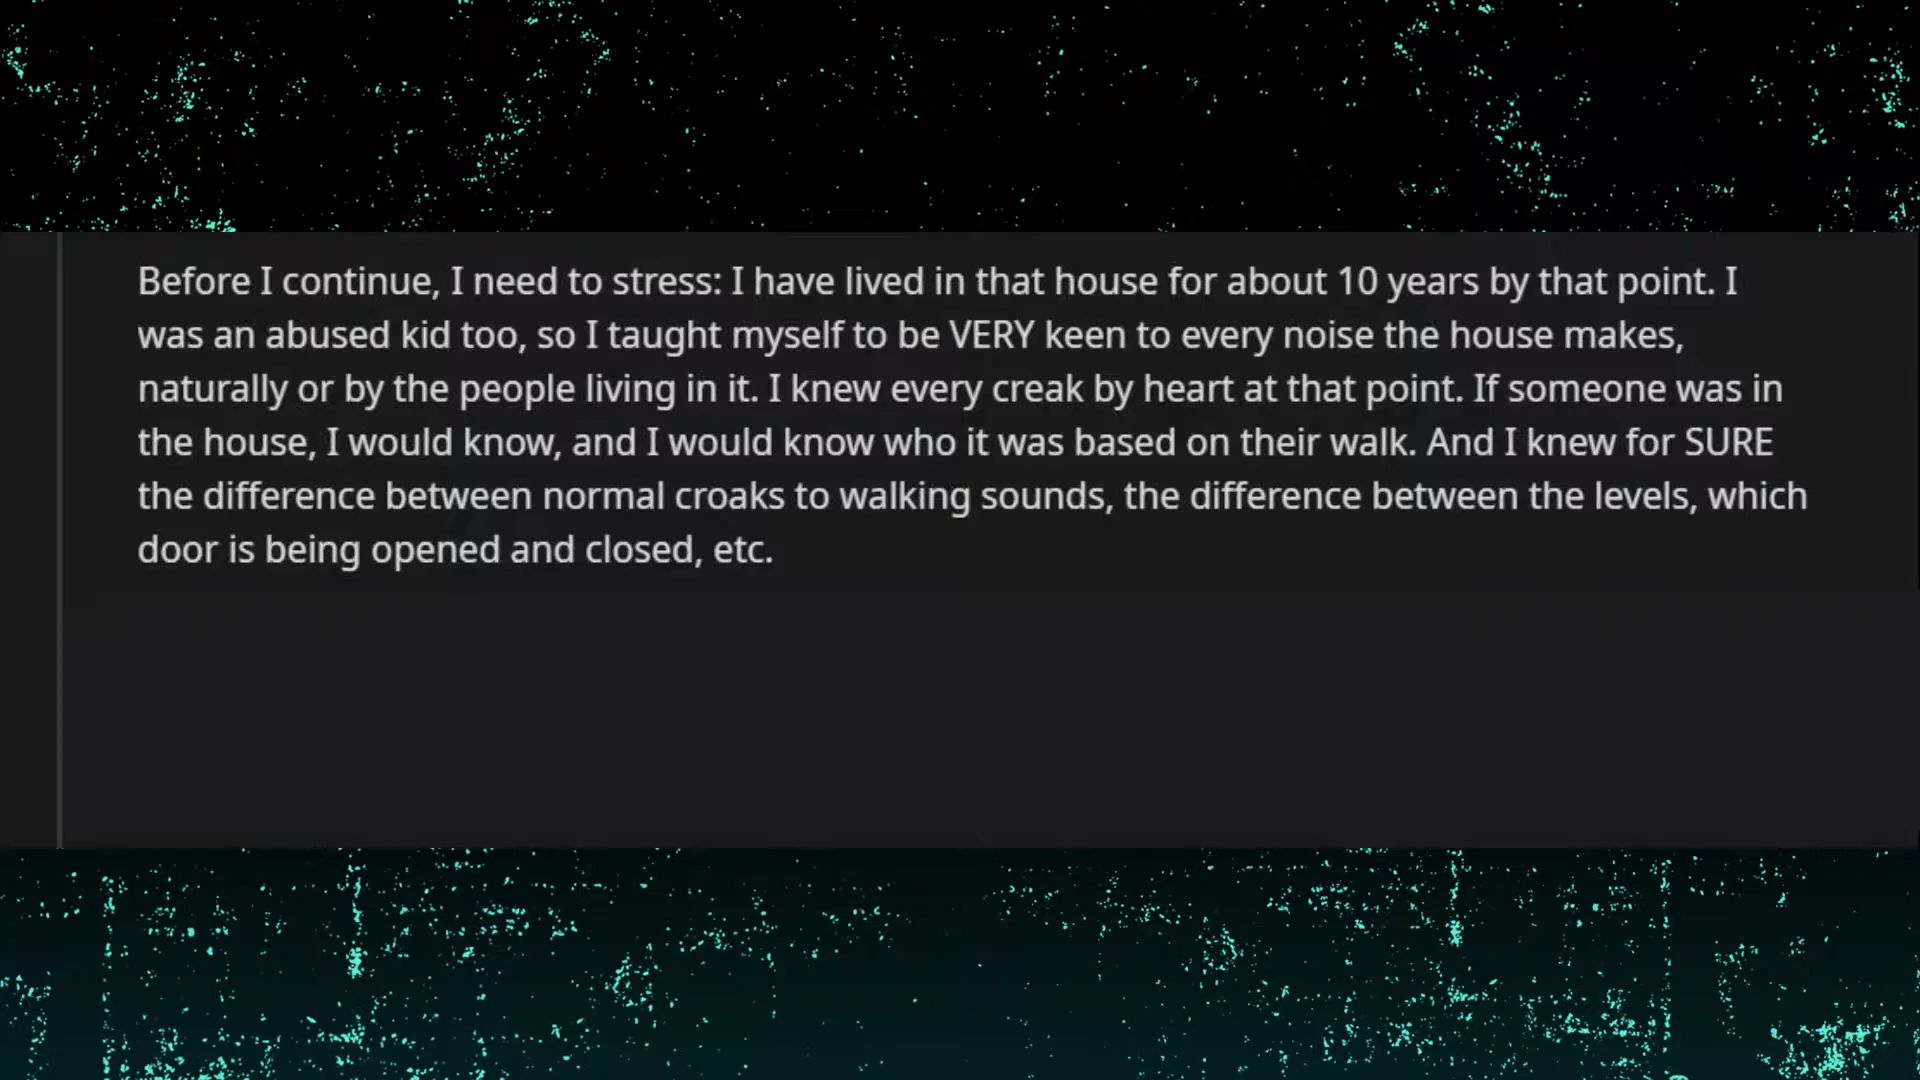 Before I continue, I need to stress: I have lived in that house for about 10 years by that point. I
was an abused kid too, so I taught myself to be VERY keen to every noise the house makes,
naturally or by the people living in it. I knew every creak by heart at that point. If someone was in
the house, I would know, and I would know who it was based on their walk. And I knew for SURE
the difference between normal croaks to walking sounds, the difference between the levels, which
door is being opened and closed, etc.